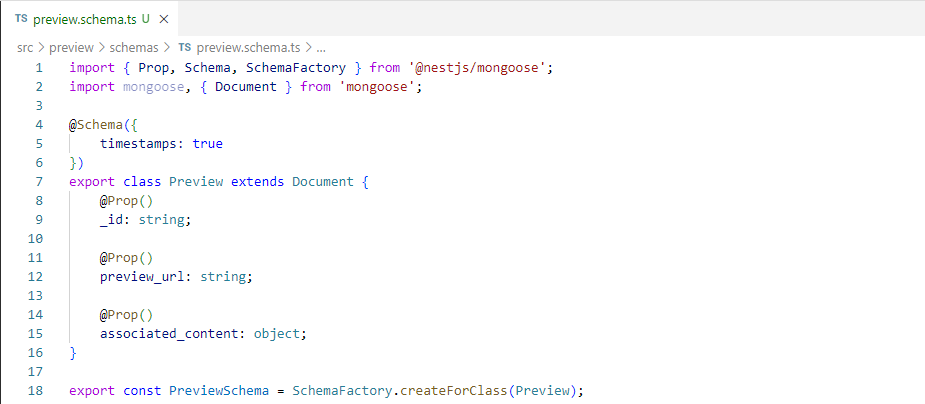 TS preview.schema.ts U ×
src > preview > schemas > TS preview.schema.ts > ...
1 import { Prop, Schema, SchemaFactory } from '@nestjs/mongoose';
2 import mongoose, { Document } from 'mongoose';
3
4 @Schema({
5     timestamps: true
6 })
7 export class Preview extends Document {
8     @Prop()
9     _id: string;
10
11     @Prop()
12     preview_url: string;
13
14     @Prop()
15     associated_content: object;
16 }
17
18 export const PreviewSchema = SchemaFactory.createForClass(Preview);